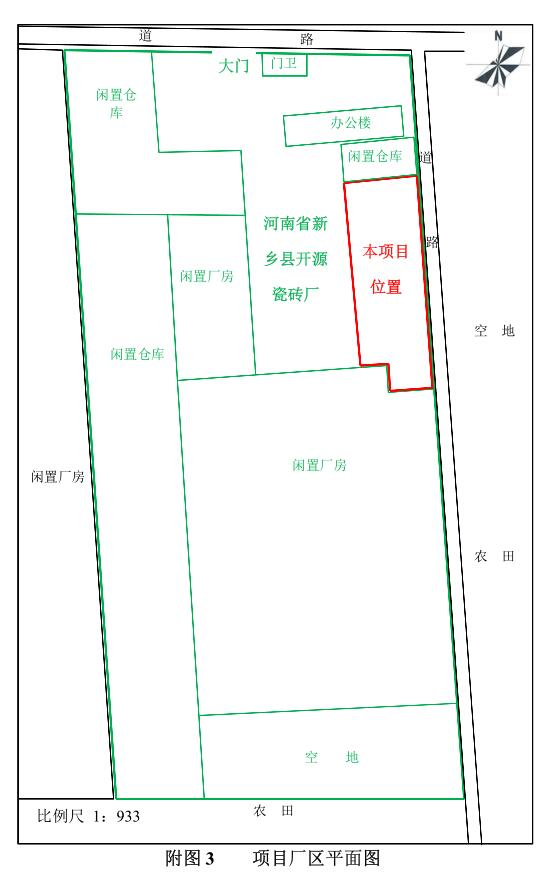 道 路
N
大门
门卫
闲置仓
库
办公楼
闲置仓库
道
路
河南省新
乡县开源
瓷砖厂
本项目
位置
闲置厂房
空 地
闲置仓库
闲置厂房
闲置厂房
农 田
空 地
农 田
比例尺 1：933
附图 3 项目厂区平面图